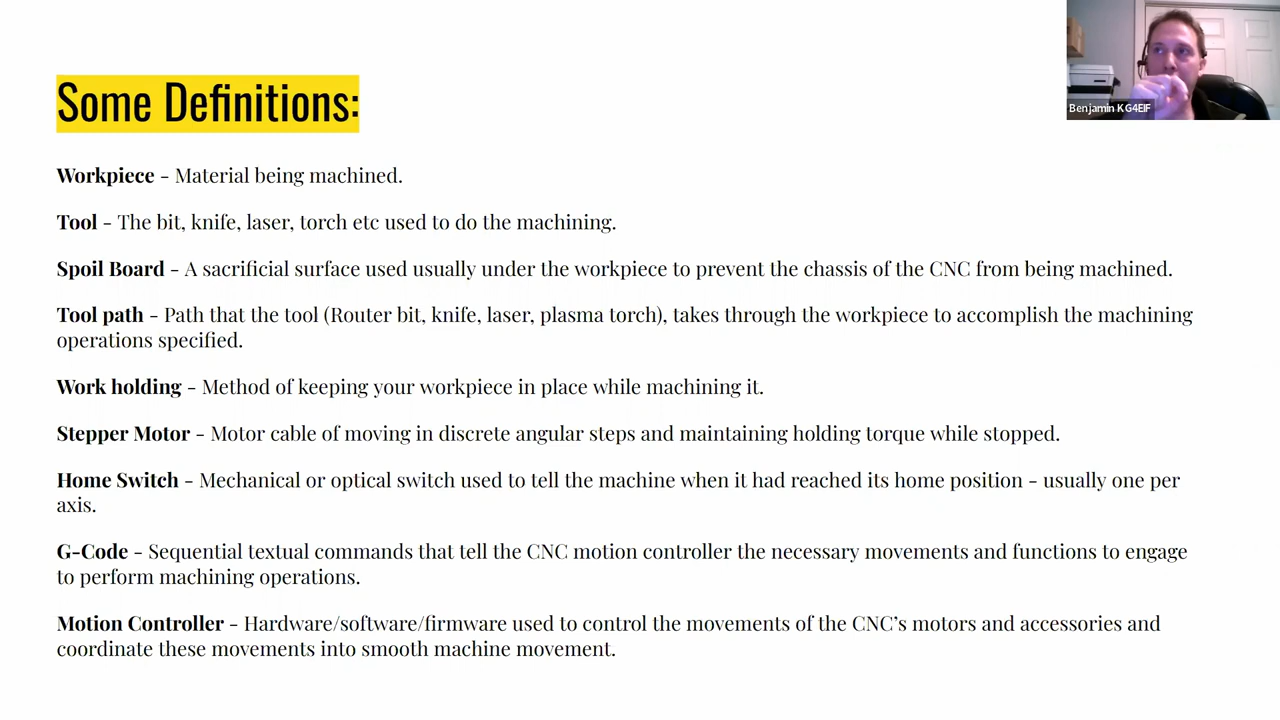 Some Definitions:
Benjamin KG4EIF
Workpiece - Material being machined.
Tool - The bit, knife, laser, torch etc used to do the machining.
Spoil Board - A sacrificial surface used usually under the workpiece to prevent the chassis of the CNC from being machined.
Tool path - Path that the tool (Router bit, knife, laser, plasma torch), takes through the workpiece to accomplish the machining
operations specified.
Work holding - Method of keeping your workpiece in place while machining it.
Stepper Motor - Motor cable of moving in discrete angular steps and maintaining holding torque while stopped.
Home Switch - Mechanical or optical switch used to tell the machine when it had reached its home position - usually one per
axis.
G-Code - Sequential textual commands that tell the CNC motion controller the necessary movements and functions to engage
to perform machining operations.
Motion Controller - Hardware/software/firmware used to control the movements of the CNC’s motors and accessories and
coordinate these movements into smooth machine movement.